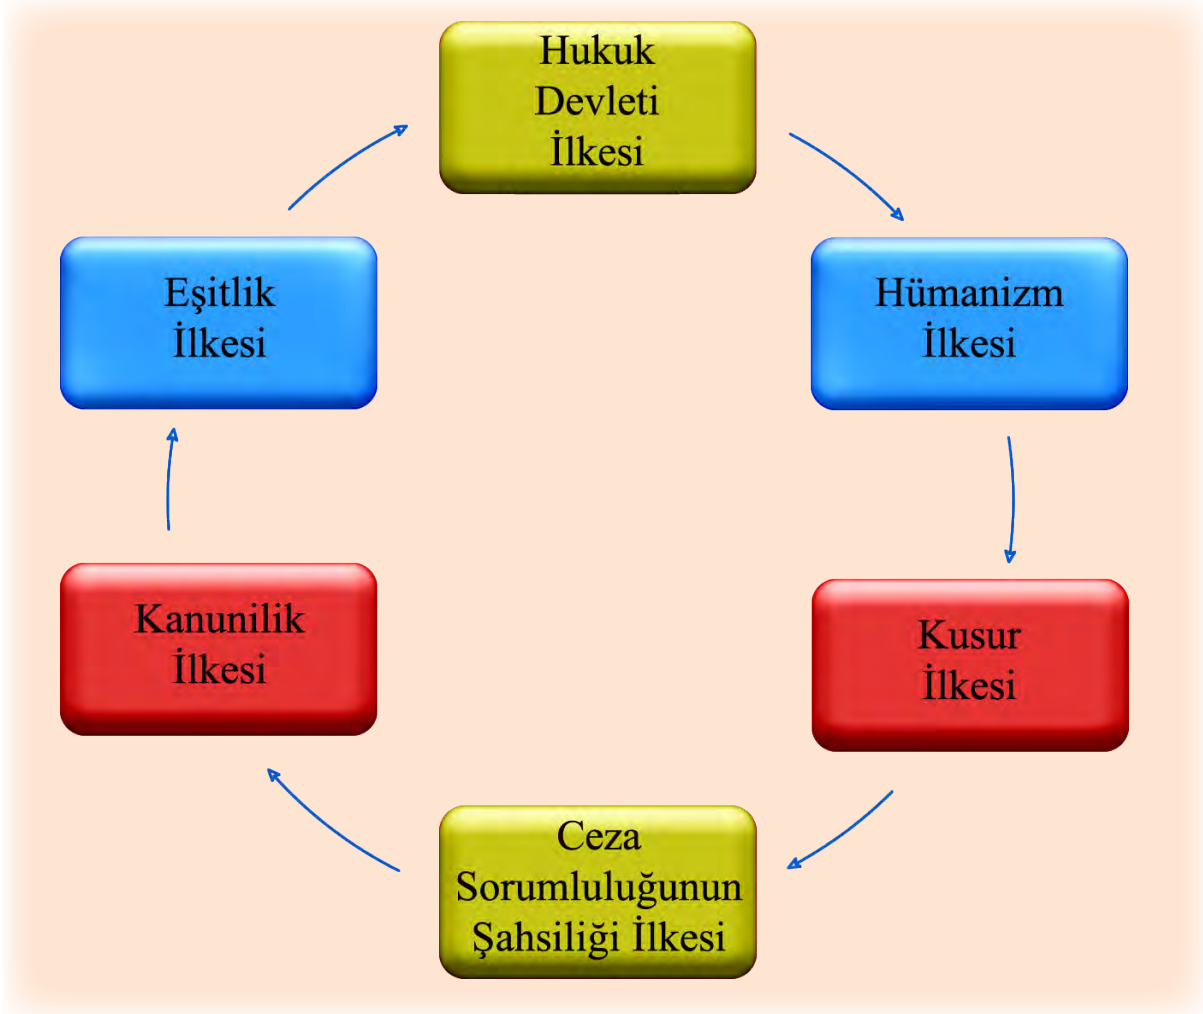 Hukuk
Devleti
İlkesi
Hümanizm
İlkesi
Kusur
İlkesi
Ceza
Sorumluluğunun
Şahsiliği İlkesi
Kanunilik
İlkesi
Eşitlik
İlkesi